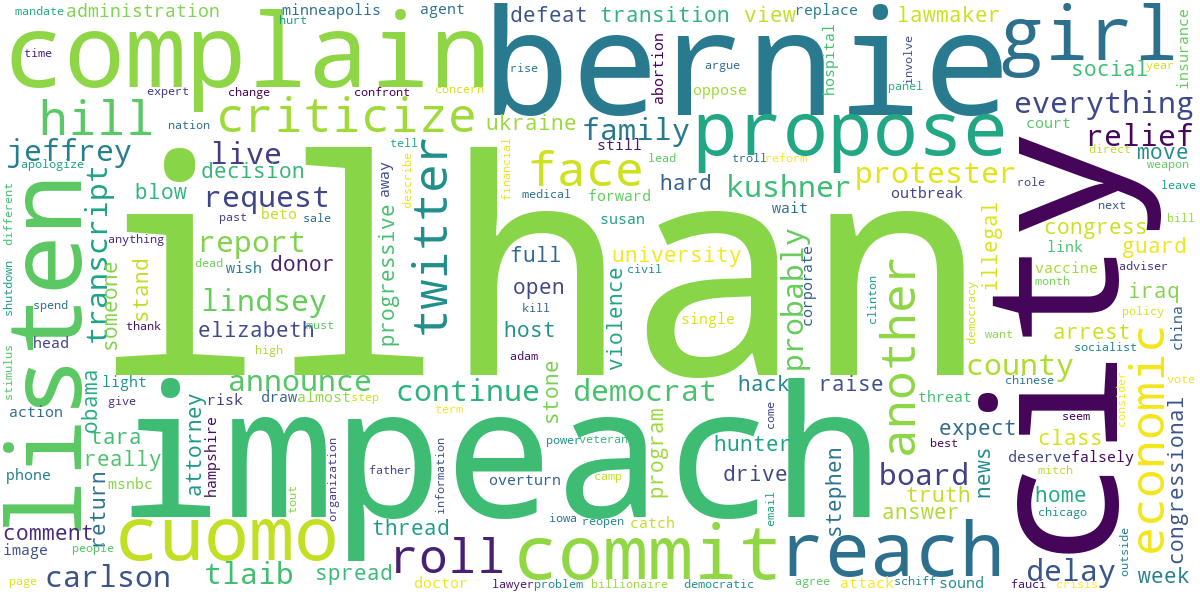 mandate administration hurt minneapolis agent defeat transition view replace lawmaker girl
complain bernie
time expert change confront concern rise argue abortion oppose hospital involve panel social year insurance
hill criticize ukraine family propose everything
nation still court relief
jeffrey live tell face lead troll reform protester direct move
apologize decision describe financial medical forward hard kushner outbreak weapon
different listen transcript blow request away twitter susan wait role leave
past beto sale progressive illegal next congress bill
anything report full university probably link guard
dead wish donor civil vaccine adviser
shutdown someone stand lindsey open violence corporate another month iraq
spend thank must kill single clinton democracy policy china
head elizabeth host want arrest
ilhan city
high adam county socialist
stimulus light announce continue stone democrat hack raise threat chinese economic consider vote
obama give risk draw almost step
action term come expect seem
tara attorney hampshire power veteran program hunter best class
really deserve falsely
phone msnbc father overturn drive board news mitch
return organization information camp stephen truth home congressional
impeach
tout iowa reopen catch email answer chicago
comment cuomo thread commit reach
image people roll outside
page carlson tlaib spread doctor lawyer problem billionaire democratic agree attack schiff sound fauci delay crisis week